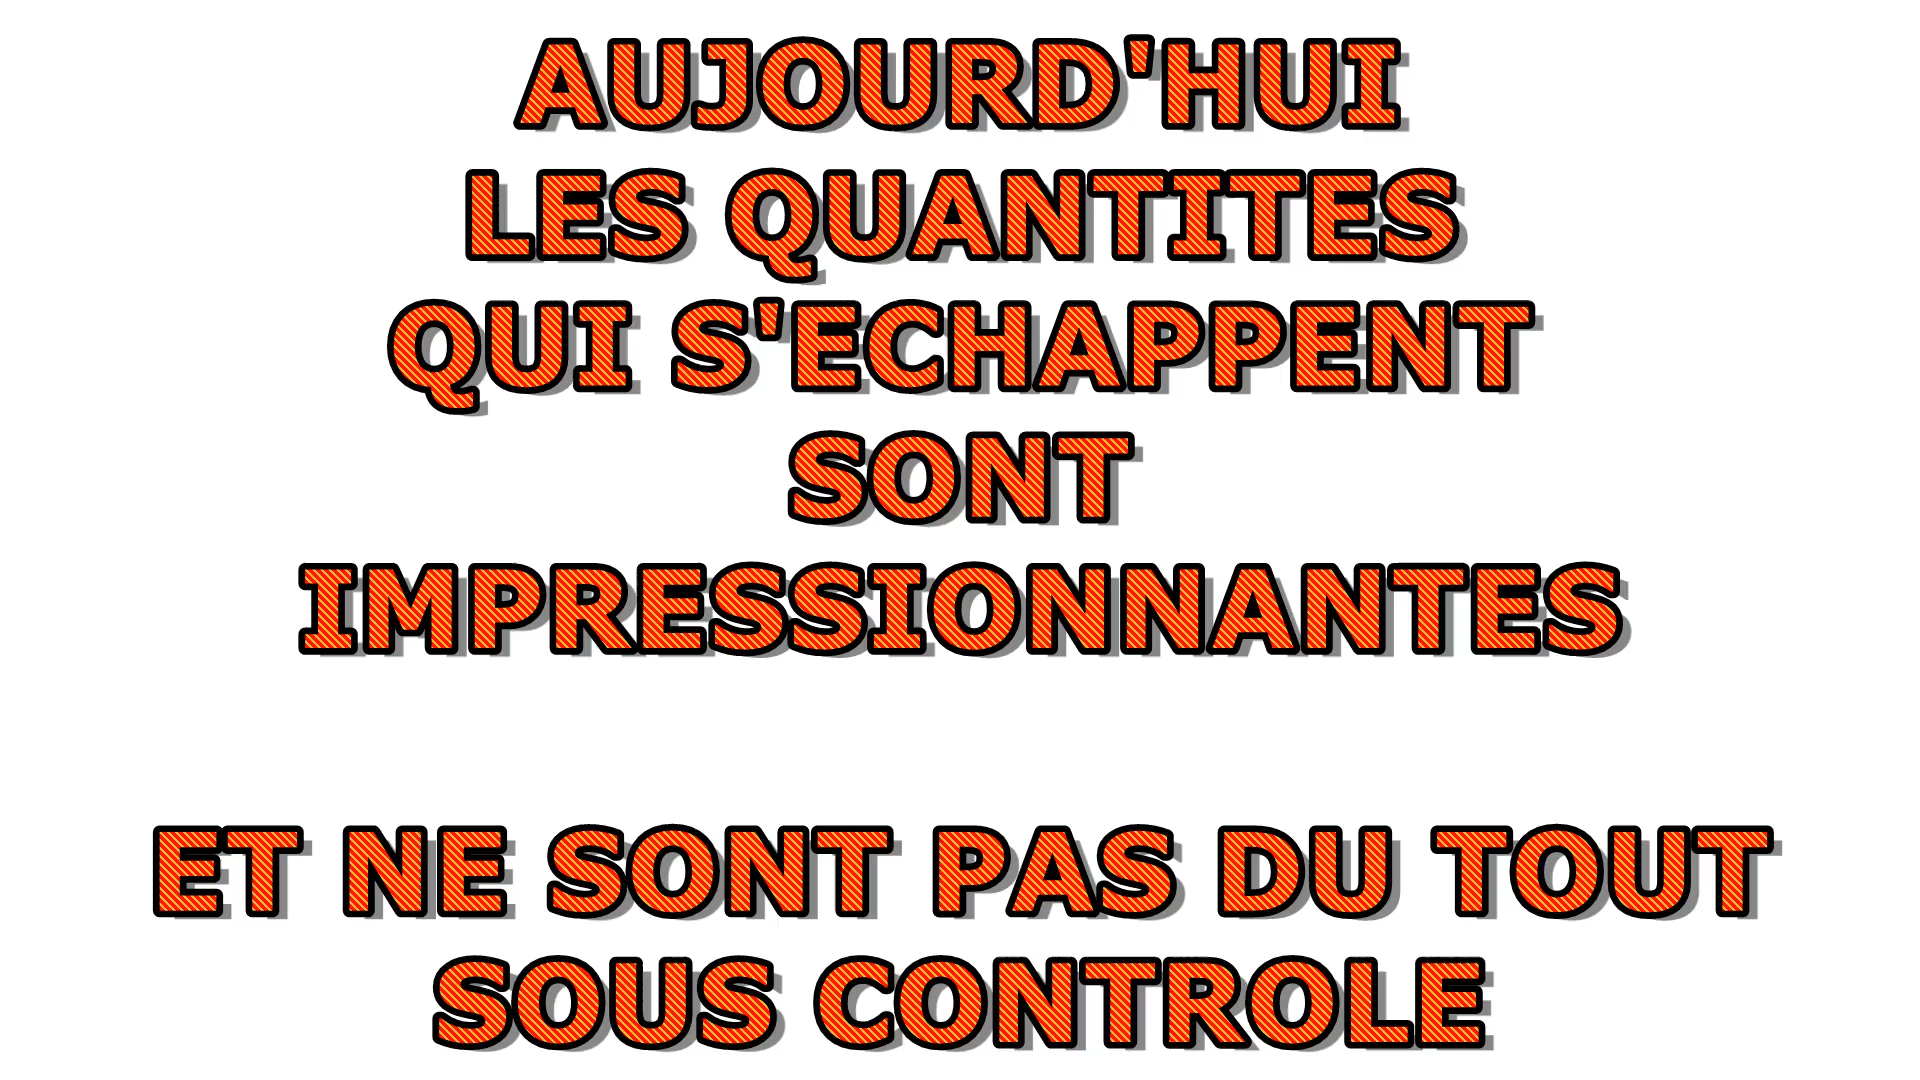 AUJOURD'HUI
LES QUANTITES
QUI S'ECHAPPENT
SONT
IMPRESSIONNANTES
ET NE SONT PAS DU TOUT
SOUS CONTROLE